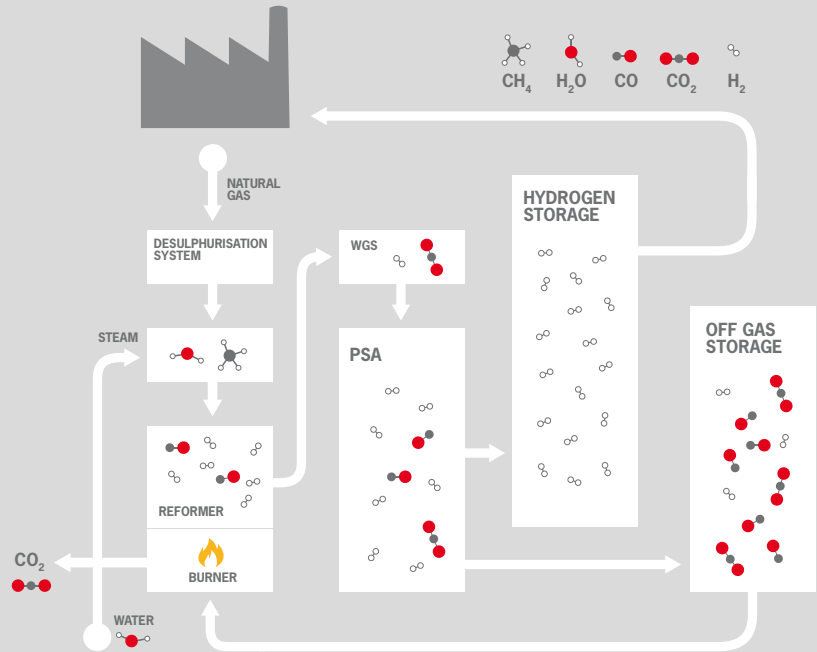 CH₄
H₂O
CO
CO₂
H₂
NATURAL
GAS
DESULPHURISATION
SYSTEM
WGS
HYDROGEN
STORAGE
STEAM
PSA
OFF GAS
STORAGE
REFORMER
BURNER
CO₂
WATER